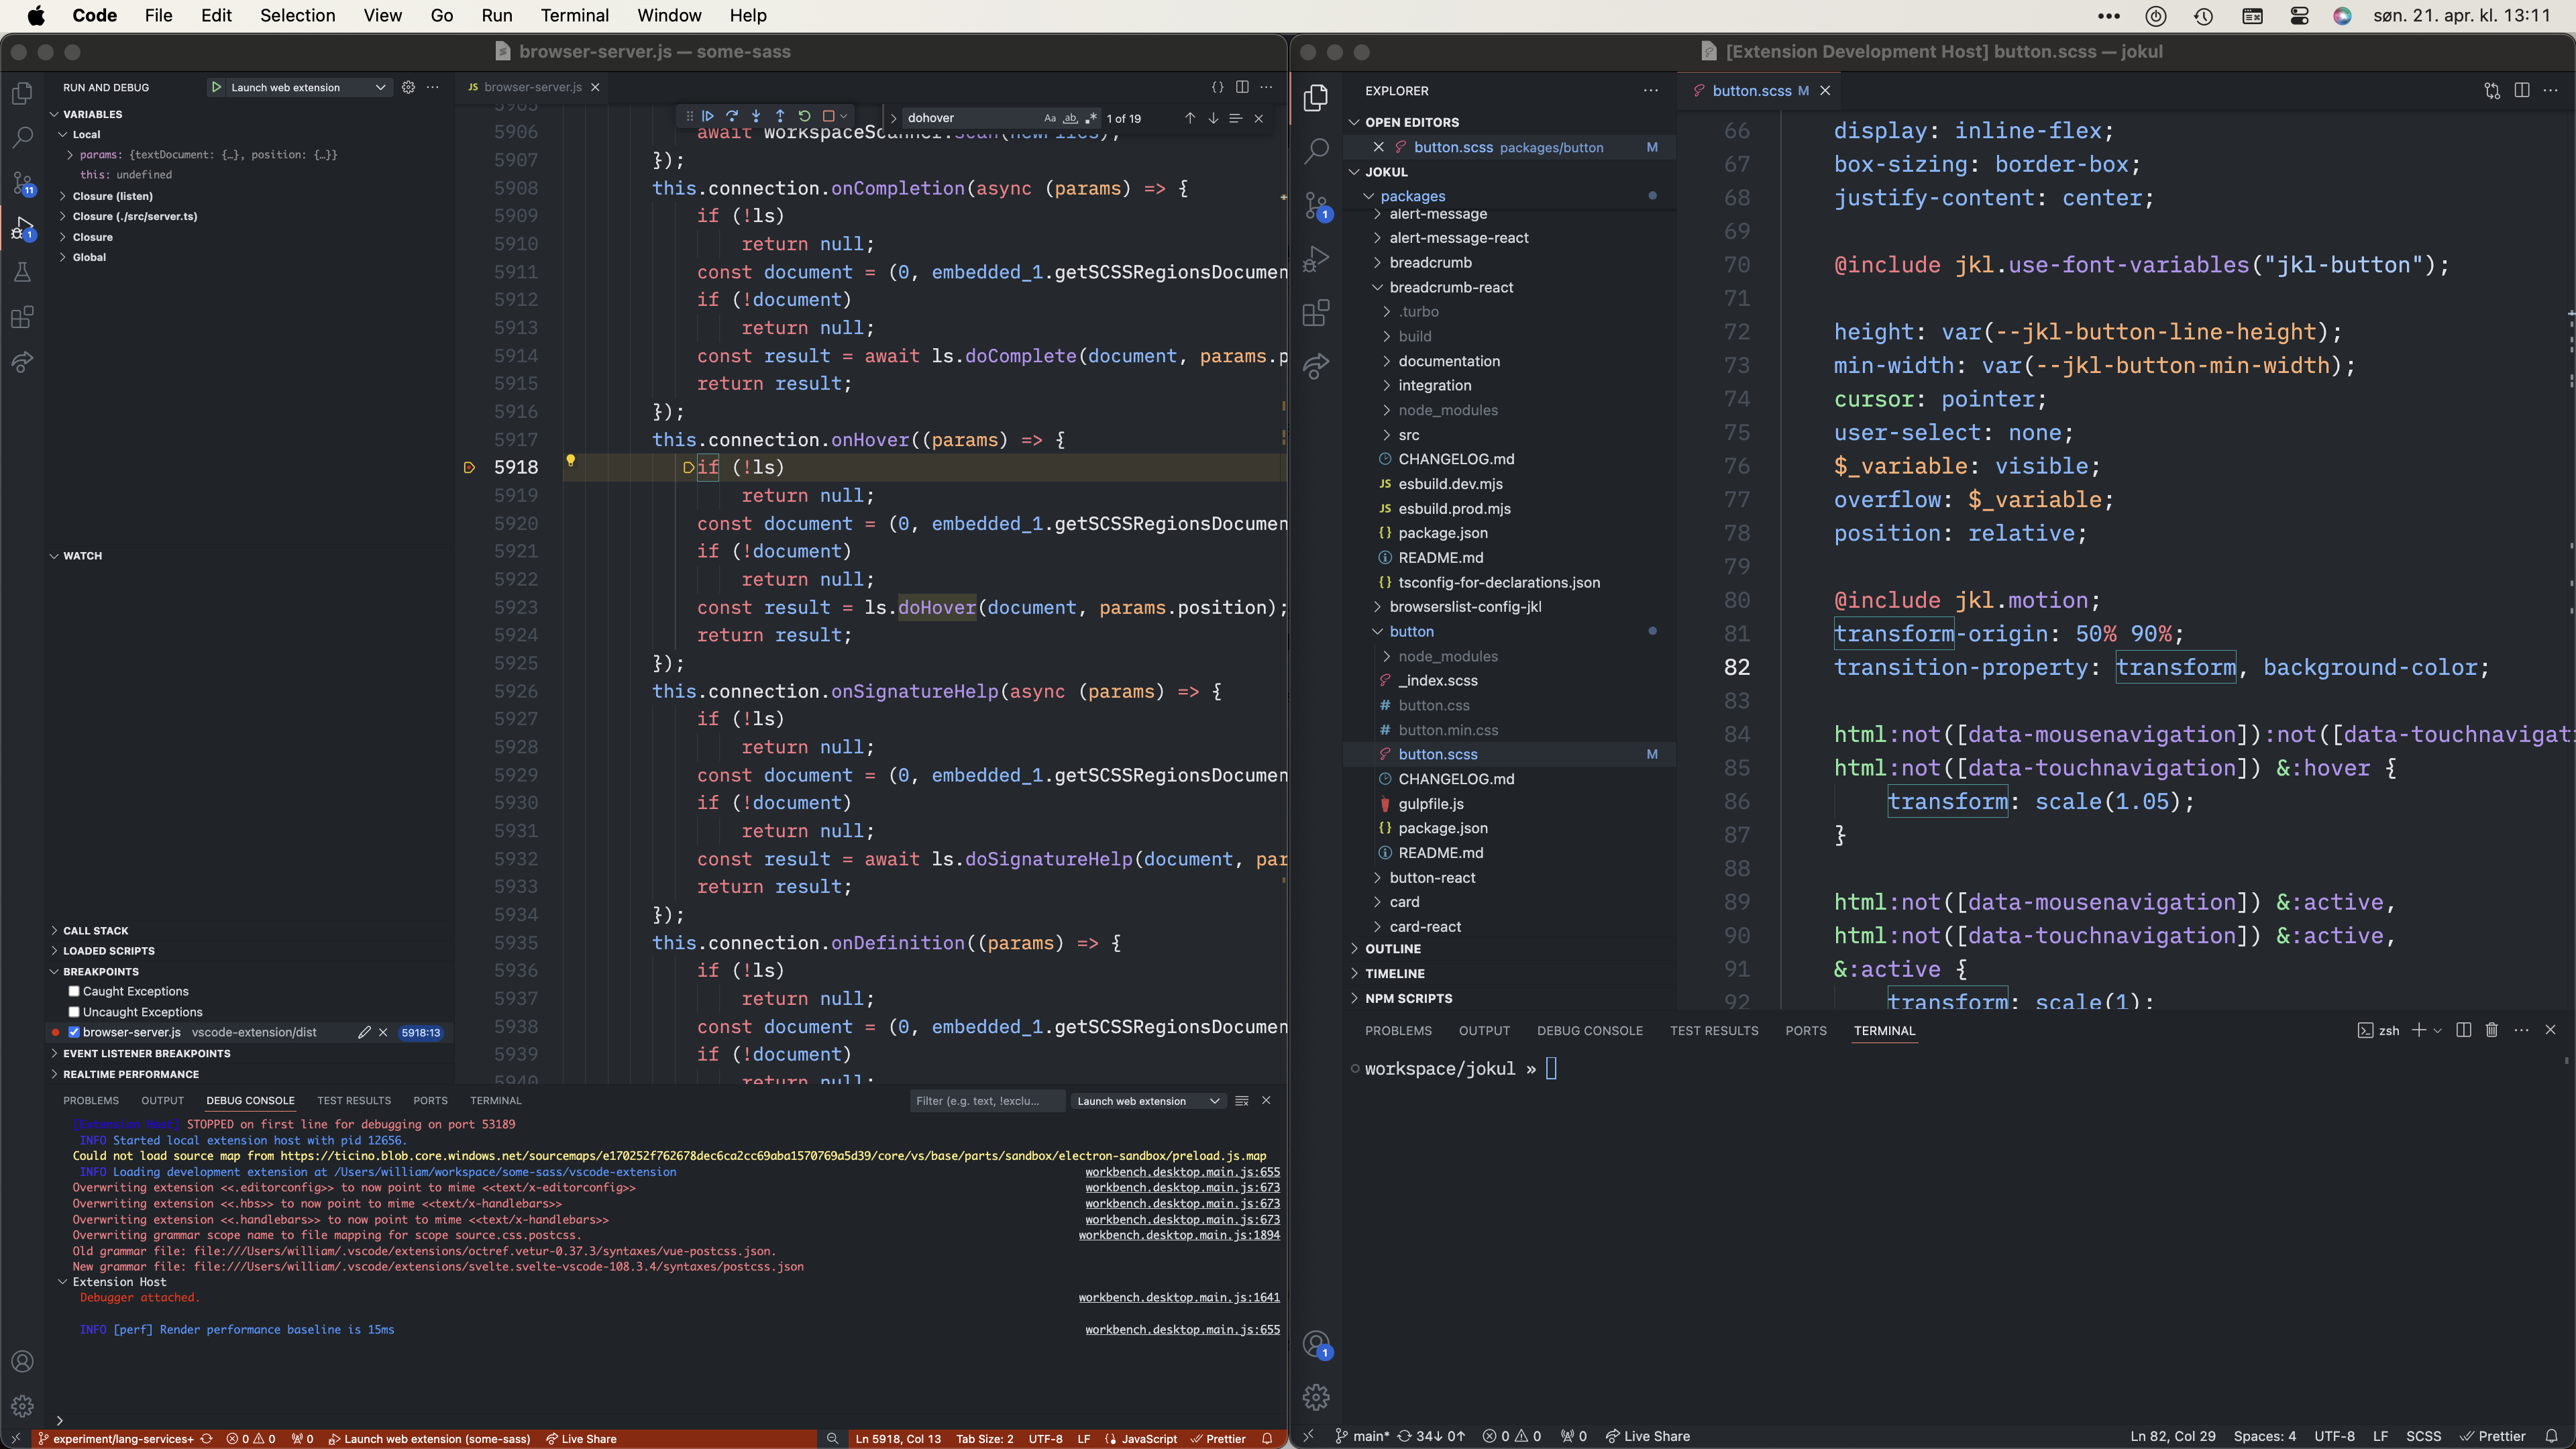 Code File Edit Selection View Go Run Terminal Window Help
søn. 21. apr. kl. 13:11
browser-server.js — some-sass
RUN AND DEBUG Launch web extension
VARIABLES
Local
params: {textDocument: {…}, position: {…}}
this: undefined
Closure (listen)
Closure (./src/server.ts)
Closure
Global
WATCH
CALL STACK
LOADED SCRIPTS
BREAKPOINTS
Caught Exceptions
Uncaught Exceptions
browser-server.js vscode-extension/dist 5918:13
EVENT LISTENER BREAKPOINTS
REALTIME PERFORMANCE
11
1
JS browser-server.js
dohover Aa ab 1 of 19
5906 await workspaceScanner.scan(newFiles);
5907 });
5908 this.connection.onCompletion(async (params) => {
5909 if (!ls)
5910 return null;
5911 const document = (0, embedded_1.getSCSSRegionsDocumen
5912 if (!document)
5913 return null;
5914 const result = await ls.doComplete(document, params.p
5915 return result;
5916 });
5917 this.connection.onHover((params) => {
5918 if (!ls)
5919 return null;
5920 const document = (0, embedded_1.getSCSSRegionsDocumen
5921 if (!document)
5922 return null;
5923 const result = ls.doHover(document, params.position);
5924 return result;
5925 });
5926 this.connection.onSignatureHelp(async (params) => {
5927 if (!ls)
5928 return null;
5929 const document = (0, embedded_1.getSCSSRegionsDocumen
5930 if (!document)
5931 return null;
5932 const result = await ls.doSignatureHelp(document, par
5933 return result;
5934 });
5935 this.connection.onDefinition((params) => {
5936 if (!ls)
5937 return null;
5938 const document = (0, embedded_1.getSCSSRegionsDocumen
5939 if (!document)
5940 return null;
PROBLEMS OUTPUT DEBUG CONSOLE TEST RESULTS PORTS TERMINAL
Filter (e.g. text, !exclu... Launch web extension
[Extension Host] STOPPED on first line for debugging on port 53189
INFO Started local extension host with pid 12656.
Could not load source map from https://ticino.blob.core.windows.net/sourcemaps/e170252f762678dec6ca2cc69aba1570769a5d39/core/vs/base/parts/sandbox/electron-sandbox/preload.js.map
INFO Loading development extension at /Users/william/workspace/some-sass/vscode-extension workbench.desktop.main.js:655
Overwriting extension <<.editorconfig>> to now point to mime <<text/x-editorconfig>> workbench.desktop.main.js:673
Overwriting extension <<.hbs>> to now point to mime <<text/x-handlebars>> workbench.desktop.main.js:673
Overwriting extension <<.handlebars>> to now point to mime <<text/x-handlebars>> workbench.desktop.main.js:673
Overwriting grammar scope name to file mapping for scope source.css.postcss. workbench.desktop.main.js:1894
Old grammar file: file:///Users/william/.vscode/extensions/octref.vetur-0.37.3/syntaxes/vue-postcss.json.
New grammar file: file:///Users/william/.vscode/extensions/svelte.svelte-vscode-108.3.4/syntaxes/postcss.json
Extension Host
Debugger attached. workbench.desktop.main.js:1641
INFO [perf] Render performance baseline is 15ms workbench.desktop.main.js:655
experiment/lang-services+ 0 0 0 Launch web extension (some-sass) Live Share Ln 5918, Col 13 Tab Size: 2 UTF-8 LF JavaScript Prettier
[Extension Development Host] button.scss — jokul
EXPLORER
OPEN EDITORS
button.scss packages/button M
JOKUL
packages
alert-message
alert-message-react
breadcrumb
breadcrumb-react
.turbo
build
documentation
integration
node_modules
src
CHANGELOG.md
JS esbuild.dev.mjs
JS esbuild.prod.mjs
{} package.json
README.md
{} tsconfig-for-declarations.json
browserslist-config-jkl
button
node_modules
_index.scss
# button.css
# button.min.css
button.scss M
CHANGELOG.md
gulpfile.js
{} package.json
README.md
button-react
card
card-react
OUTLINE
TIMELINE
NPM SCRIPTS
1
1
button.scss M
66 display: inline-flex;
67 box-sizing: border-box;
68 justify-content: center;
69
70 @include jkl.use-font-variables("jkl-button");
71
72 height: var(--jkl-button-line-height);
73 min-width: var(--jkl-button-min-width);
74 cursor: pointer;
75 user-select: none;
76 $_variable: visible;
77 overflow: $_variable;
78 position: relative;
79
80 @include jkl.motion;
81 transform-origin: 50% 90%;
82 transition-property: transform, background-color;
83
84 html:not([data-mousenavigation]):not([data-touchnavigat
85 html:not([data-touchnavigation]) &:hover {
86 transform: scale(1.05);
87 }
88
89 html:not([data-mousenavigation]) &:active,
90 html:not([data-touchnavigation]) &:active,
91 &:active {
92 transform: scale(1);
PROBLEMS OUTPUT DEBUG CONSOLE TEST RESULTS PORTS TERMINAL zsh
workspace/jokul »
main* 34↓ 0↑ 0 0 0 Live Share Ln 82, Col 29 Spaces: 4 UTF-8 LF SCSS Prettier